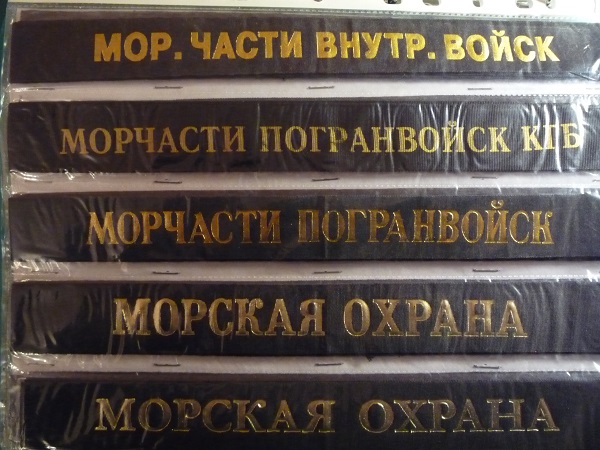 МОР. ЧАСТИ ВНУТР. ВОЙСК
МОРЧАСТИ ПОГРАНВОЙСК КГБ
МОРЧАСТИ ПОГРАНВОЙСК
МОРСКАЯ ОХРАНА
МОРСКАЯ ОХРАНА